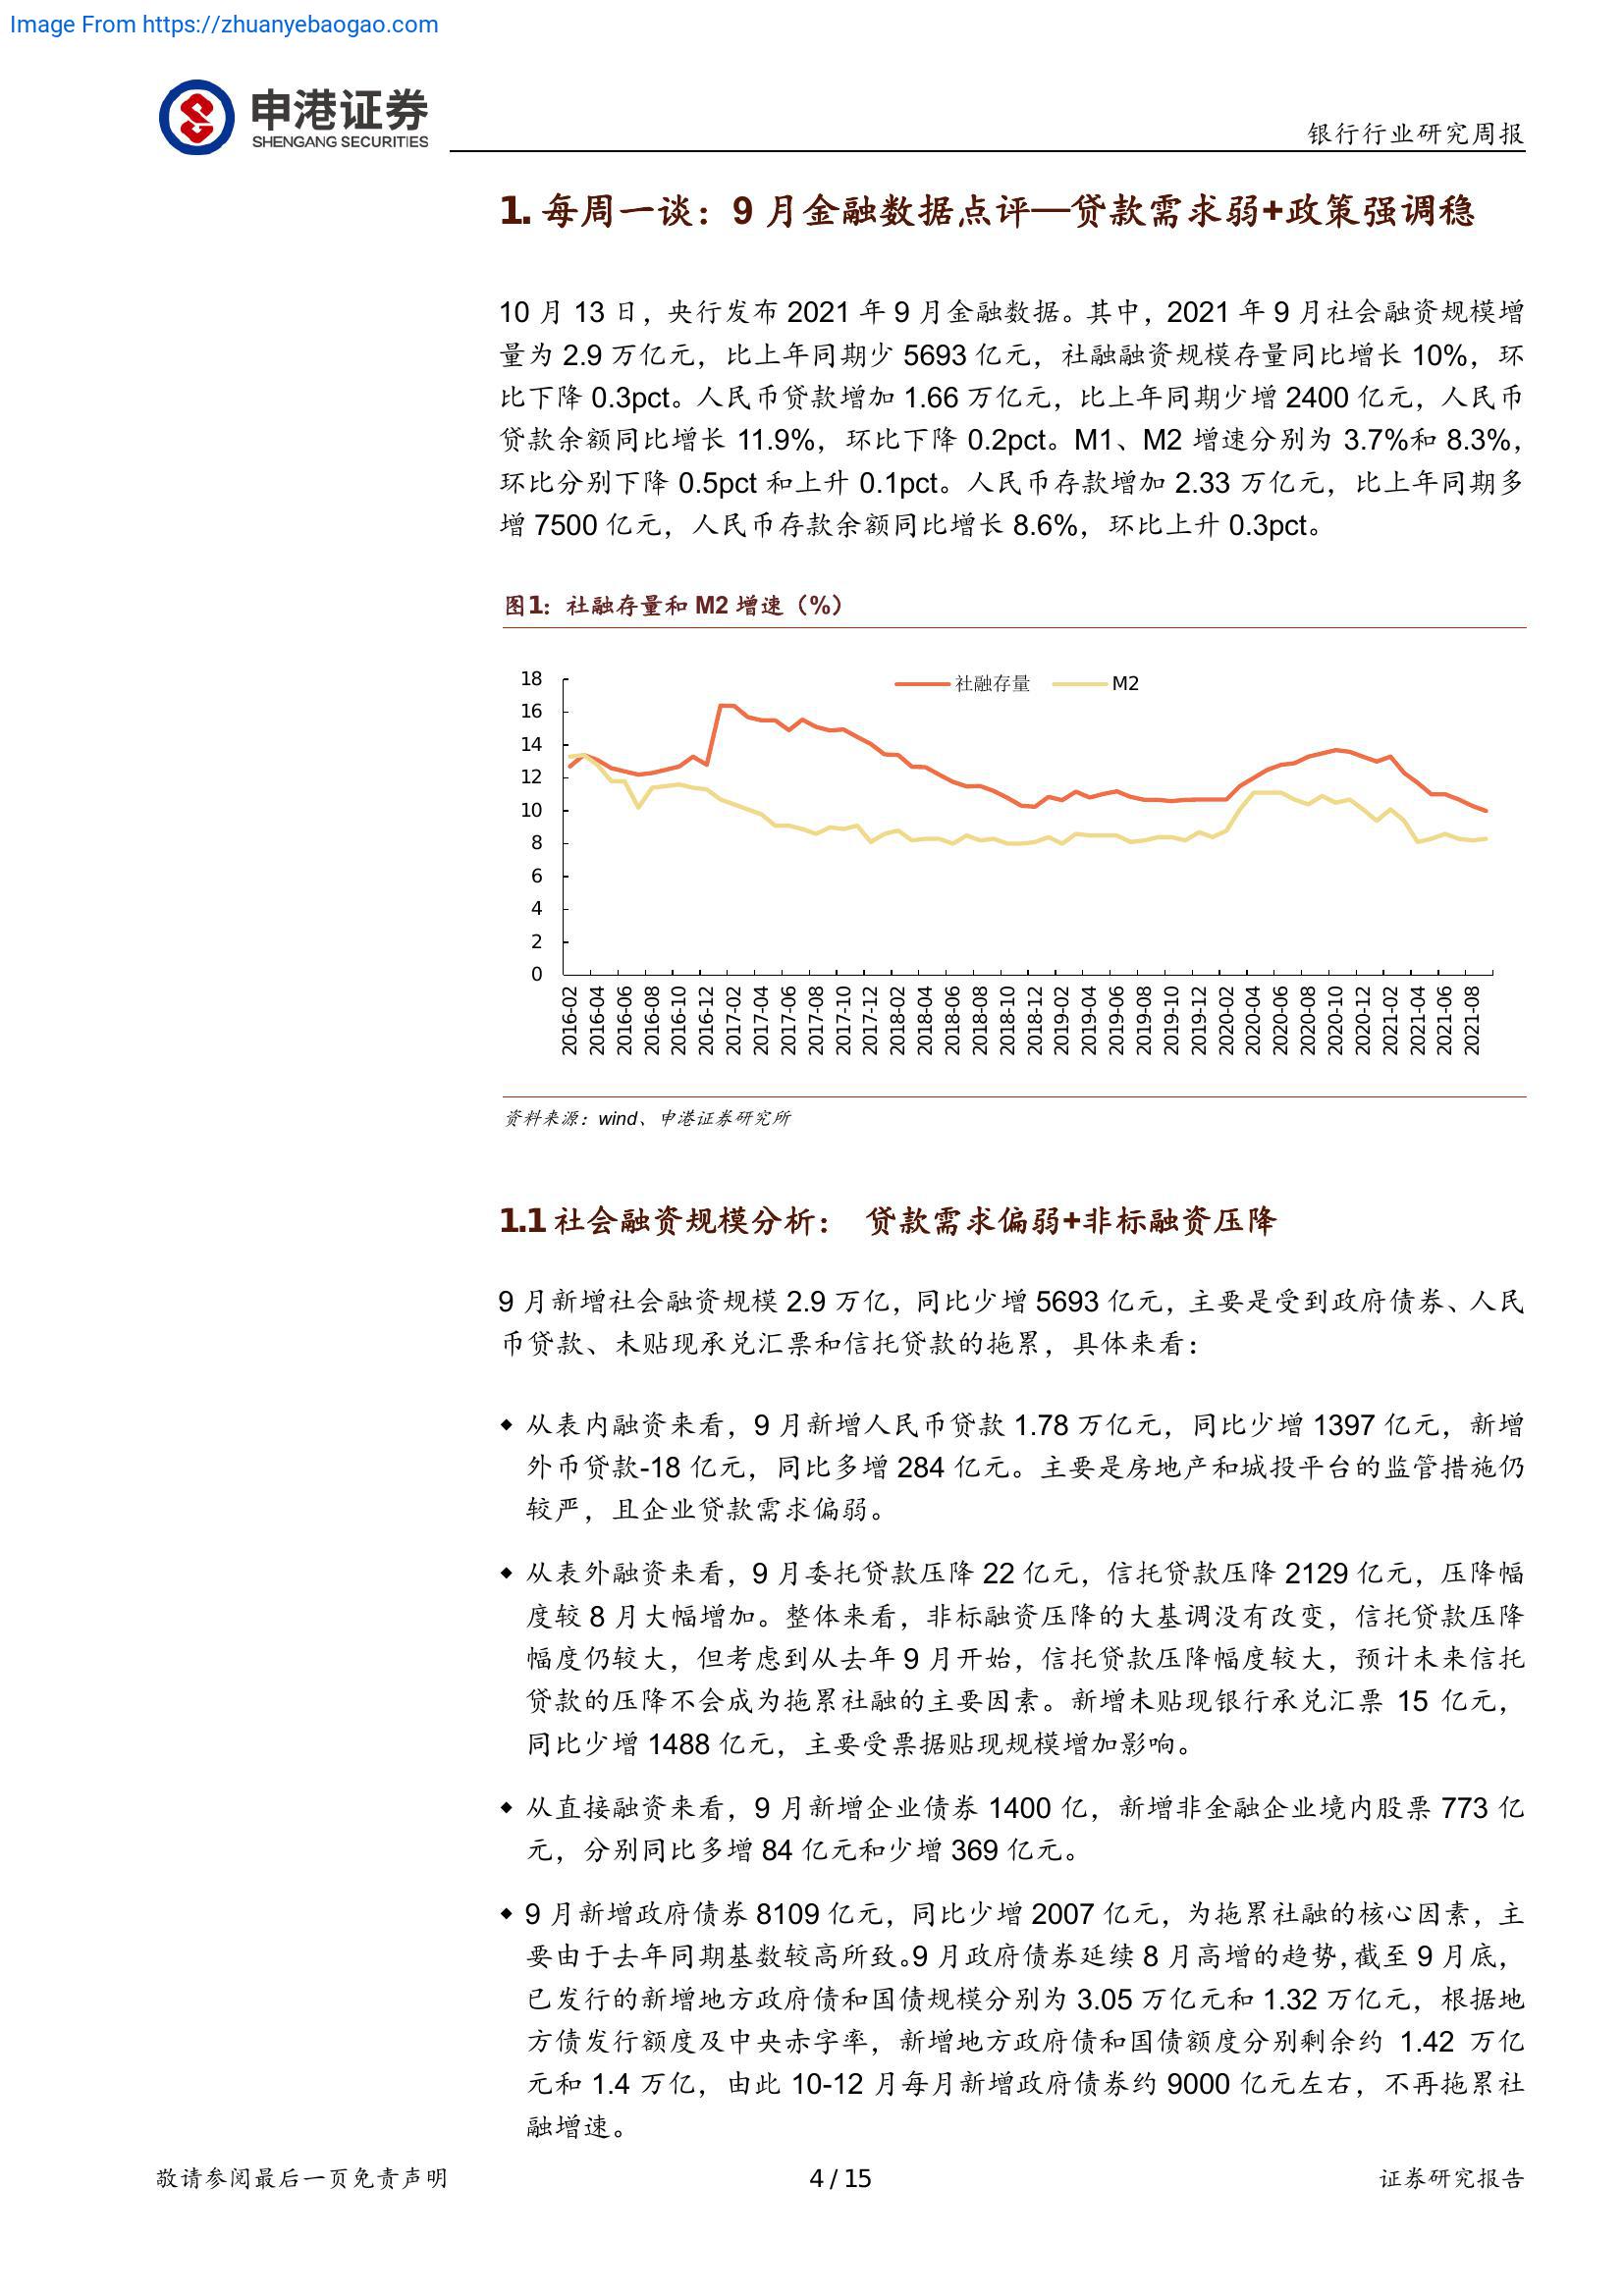 Image From https://zhuanyebaogao.com
申港证券
SHENGANG SECURITIES
银行行业研究周报
1. 每周一谈：9 月金融数据点评—贷款需求弱+政策强调稳
10 月 13 日，央行发布 2021 年 9 月金融数据。其中，2021 年 9 月社会融资规模增
量为 2.9 万亿元，比上年同期少 5693 亿元，社融融资规模存量同比增长 10%，环
比下降 0.3pct。人民币贷款增加 1.66 万亿元，比上年同期少增 2400 亿元，人民币
贷款余额同比增长 11.9%，环比下降 0.2pct。M1、M2 增速分别为 3.7%和 8.3%，
环比分别下降 0.5pct 和上升 0.1pct。人民币存款增加 2.33 万亿元，比上年同期多
增 7500 亿元，人民币存款余额同比增长 8.6%，环比上升 0.3pct。
图1：社融存量和 M2 增速（%）
社融存量 M2
18
16
14
12
10
8
6
4
2
0
2016-02
2016-04
2016-06
2016-08
2016-10
2016-12
2017-02
2017-04
2017-06
2017-08
2017-10
2017-12
2018-02
2018-04
2018-06
2018-08
2018-10
2018-12
2019-02
2019-04
2019-06
2019-08
2019-10
2019-12
2020-02
2020-04
2020-06
2020-08
2020-10
2020-12
2021-02
2021-04
2021-06
2021-08
资料来源：wind、申港证券研究所
1.1 社会融资规模分析： 贷款需求偏弱+非标融资压降
9 月新增社会融资规模 2.9 万亿，同比少增 5693 亿元，主要是受到政府债券、人民
币贷款、未贴现承兑汇票和信托贷款的拖累，具体来看：
◆ 从表内融资来看，9 月新增人民币贷款 1.78 万亿元，同比少增 1397 亿元，新增
外币贷款-18 亿元，同比多增 284 亿元。主要是房地产和城投平台的监管措施仍
较严，且企业贷款需求偏弱。
◆ 从表外融资来看，9 月委托贷款压降 22 亿元，信托贷款压降 2129 亿元，压降幅
度较 8 月大幅增加。整体来看，非标融资压降的大基调没有改变，信托贷款压降
幅度仍较大，但考虑到从去年 9 月开始，信托贷款压降幅度较大，预计未来信托
贷款的压降不会成为拖累社融的主要因素。新增未贴现银行承兑汇票 15 亿元，
同比少增 1488 亿元，主要受票据贴现规模增加影响。
◆ 从直接融资来看，9 月新增企业债券 1400 亿，新增非金融企业境内股票 773 亿
元，分别同比多增 84 亿元和少增 369 亿元。
◆ 9 月新增政府债券 8109 亿元，同比少增 2007 亿元，为拖累社融的核心因素，主
要由于去年同期基数较高所致。9 月政府债券延续 8 月高增的趋势，截至 9 月底，
已发行的新增地方政府债和国债规模分别为 3.05 万亿元和 1.32 万亿元，根据地
方债发行额度及中央赤字率，新增地方政府债和国债额度分别剩余约 1.42 万亿
元和 1.4 万亿，由此 10-12 月每月新增政府债券约 9000 亿元左右，不再拖累社
融增速。
敬请参阅最后一页免责声明
4 / 15
证券研究报告